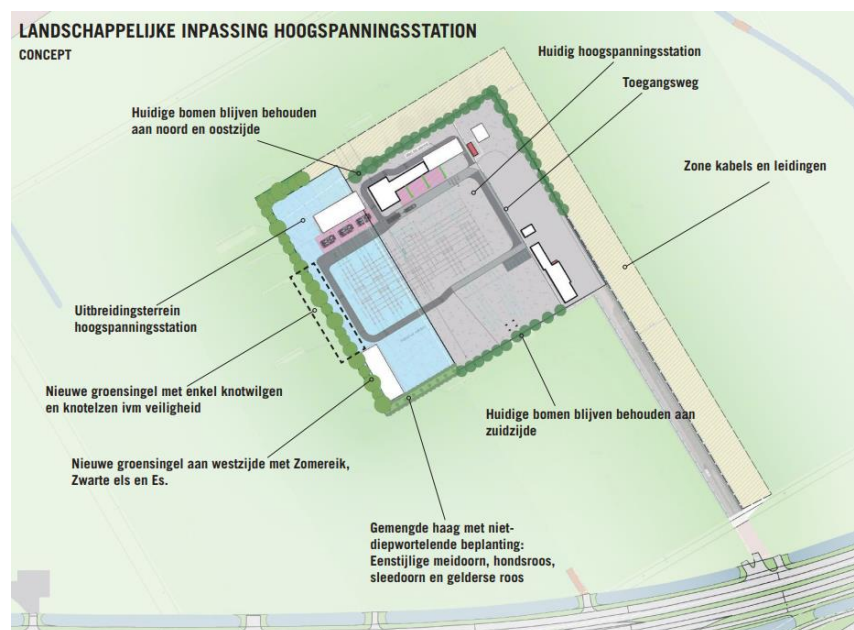 LANDSCHAPPELIJKE INPASSING HOOGSPANNINGSSTATION
CONCEPT
Huidig hoogspanningsstation
Toegangsweg
Huidige bomen blijven behouden
aan noord en oostzijde
Zone kabels en leidingen
Uitbreidingsterrein
hoogspanningsstation
Nieuwe groensingel met enkel knotwilgen
en knotelzen ivm veiligheid
Huidige bomen blijven behouden aan
zuidzijde
Nieuwe groensingel aan westzijde met Zomereik,
Zwarte els en Es.
Gemengde haag met niet-
diepwortelende beplanting:
Eenstijlige meidoorn, hondsroos,
sleedoorn en gelderse roos